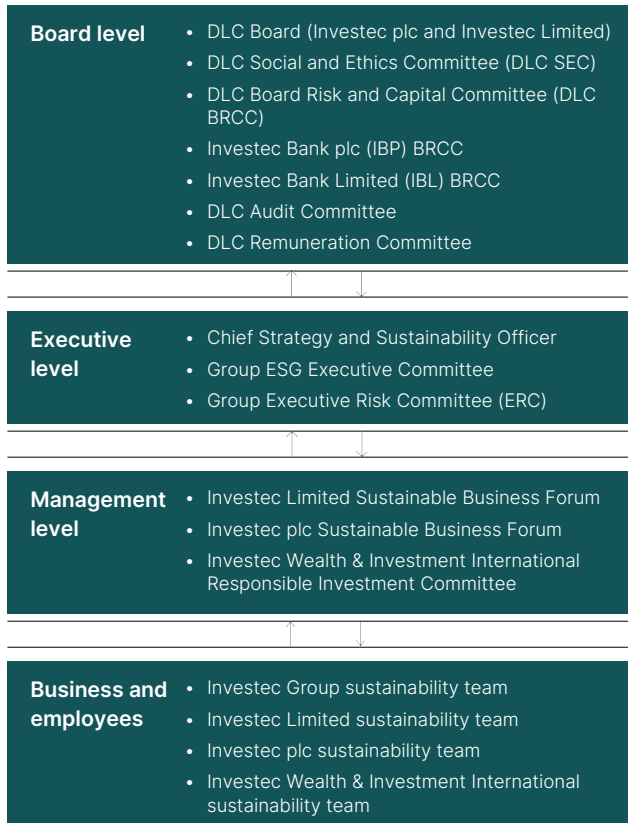 Board level
• DLC Board (Investec plc and Investec Limited)
• DLC Social and Ethics Committee (DLC SEC)
• DLC Board Risk and Capital Committee (DLC
BRCC)
• Investec Bank plc (IBP) BRCC
• Investec Bank Limited (IBL) BRCC
• DLC Audit Committee
• DLC Remuneration Committee
Executive
level
• Chief Strategy and Sustainability Officer
• Group ESG Executive Committee
• Group Executive Risk Committee (ERC)
Management
level
• Investec Limited Sustainable Business Forum
• Investec plc Sustainable Business Forum
• Investec Wealth & Investment International
Responsible Investment Committee
Business and
employees
• Investec Group sustainability team
• Investec Limited sustainability team
• Investec plc sustainability team
• Investec Wealth & Investment International
sustainability team